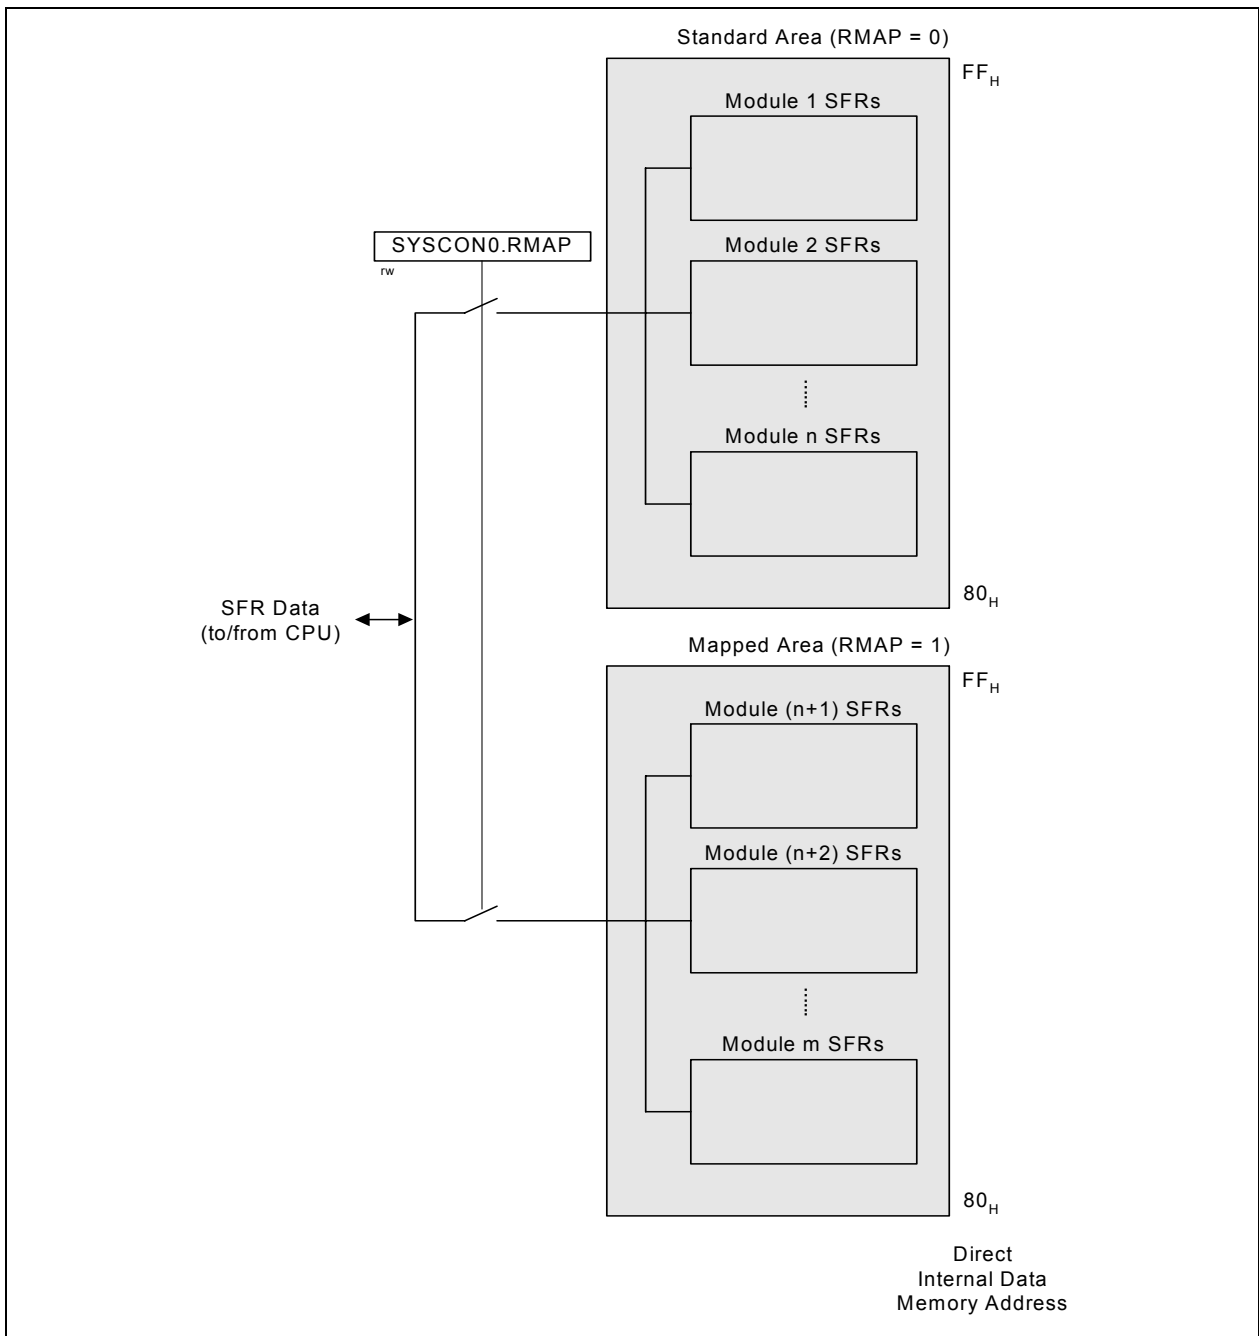 Standard Area (RMAP = 0)
FFH
Module 1 SFRs
SYSCON0.RMAP
rw
Module 2 SFRs
Module n SFRs
80H
SFR Data
(to/from CPU)
Mapped Area (RMAP = 1)
FFH
Module (n+1) SFRs
Module (n+2) SFRs
Module m SFRs
80H
Direct
Internal Data
Memory Address